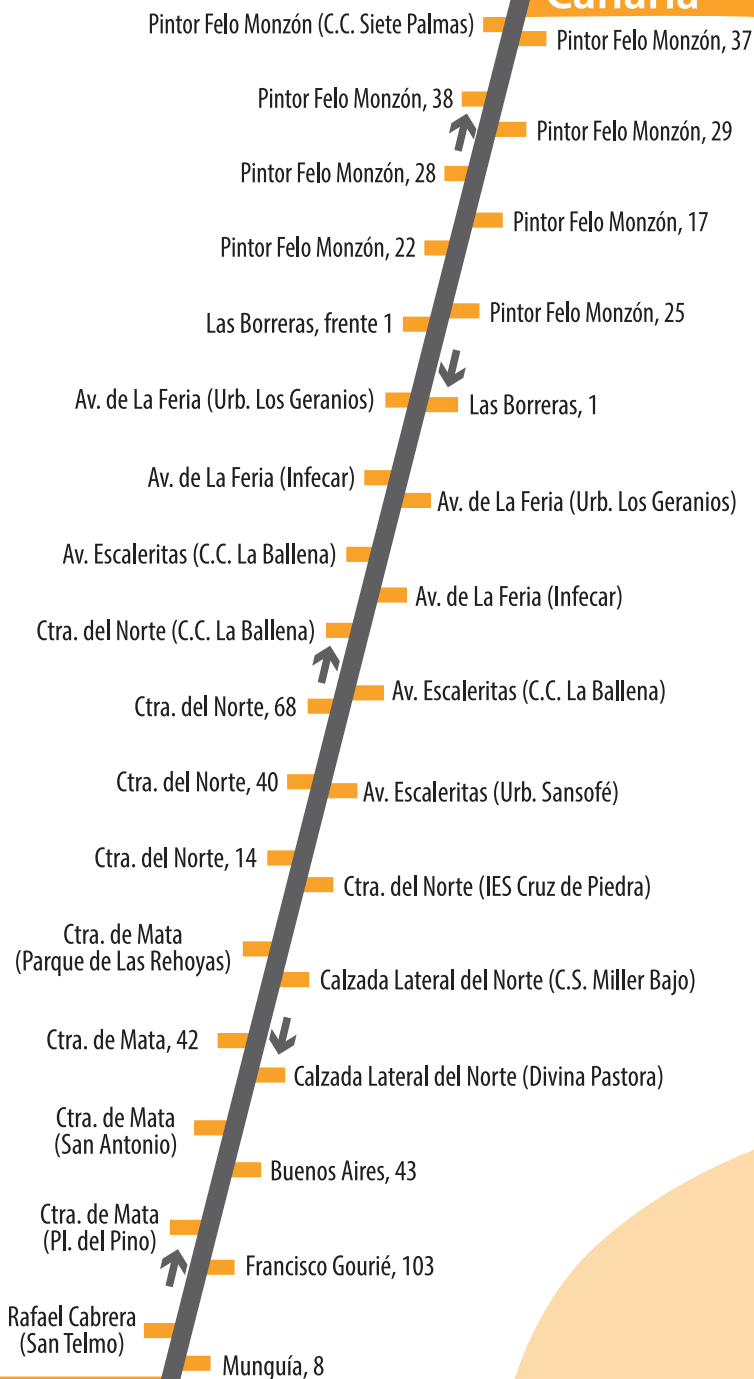 Canaria
Pintor Felo Monzón (C.C. Siete Palmas)
Pintor Felo Monzón, 37
Pintor Felo Monzón, 38
Pintor Felo Monzón, 29
Pintor Felo Monzón, 28
Pintor Felo Monzón, 17
Pintor Felo Monzón, 22
Pintor Felo Monzón, 25
Las Borreras, frente 1
Av. de La Feria (Urb. Los Geranios)
Las Borreras, 1
Av. de La Feria (Infecar)
Av. de La Feria (Urb. Los Geranios)
Av. Escaleritas (C.C. La Ballena)
Av. de La Feria (Infecar)
Ctra. del Norte (C.C. La Ballena)
Av. Escaleritas (C.C. La Ballena)
Ctra. del Norte, 68
Ctra. del Norte, 40
Av. Escaleritas (Urb. Sansofé)
Ctra. del Norte, 14
Ctra. del Norte (IES Cruz de Piedra)
Ctra. de Mata
(Parque de Las Rehoyas)
Calzada Lateral del Norte (C.S. Miller Bajo)
Ctra. de Mata, 42
Calzada Lateral del Norte (Divina Pastora)
Ctra. de Mata
(San Antonio)
Buenos Aires, 43
Ctra. de Mata
(Pl. del Pino)
Francisco Gourié, 103
Rafael Cabrera
(San Telmo)
Munguía, 8